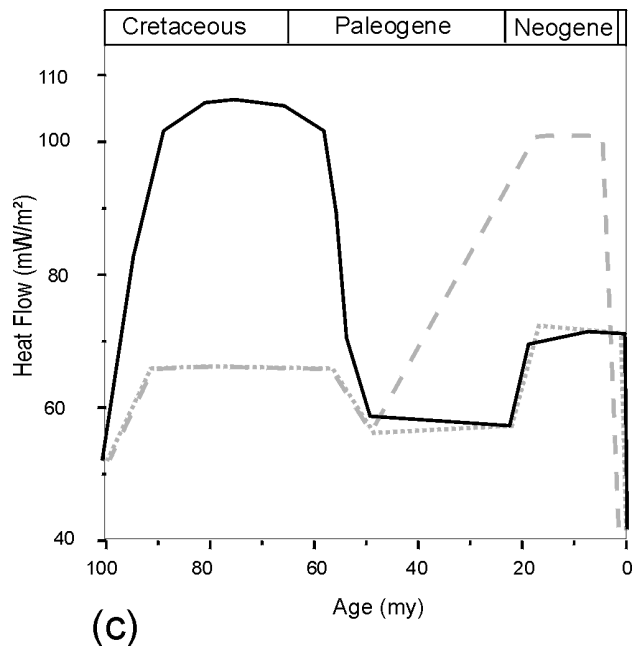 Cretaceous Paleogene Neogene
110
100
80
60
40
Heat Flow (mW/m²)
100 80 60 40 20 0
Age (my)
(c)